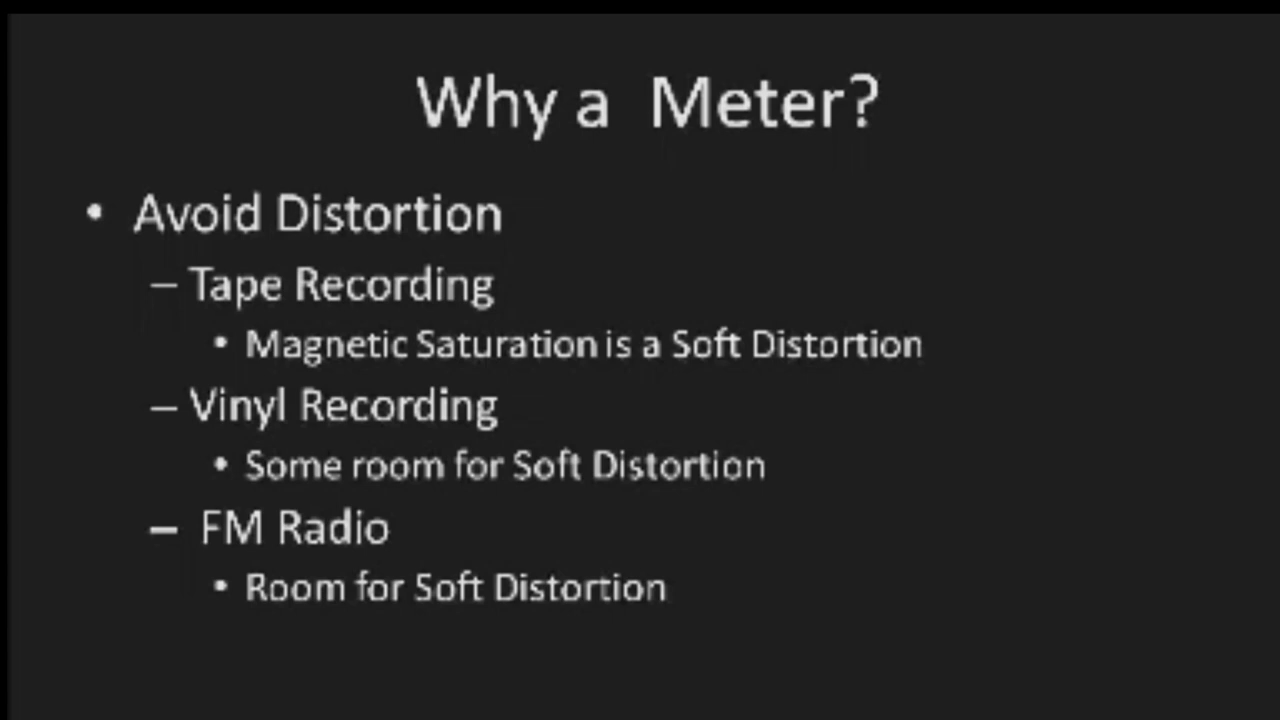 Why a  Meter?
• Avoid Distortion
– Tape Recording
• Magnetic Saturation is a Soft Distortion
– Vinyl Recording
• Some room for Soft Distortion
– FM Radio
• Room for Soft Distortion